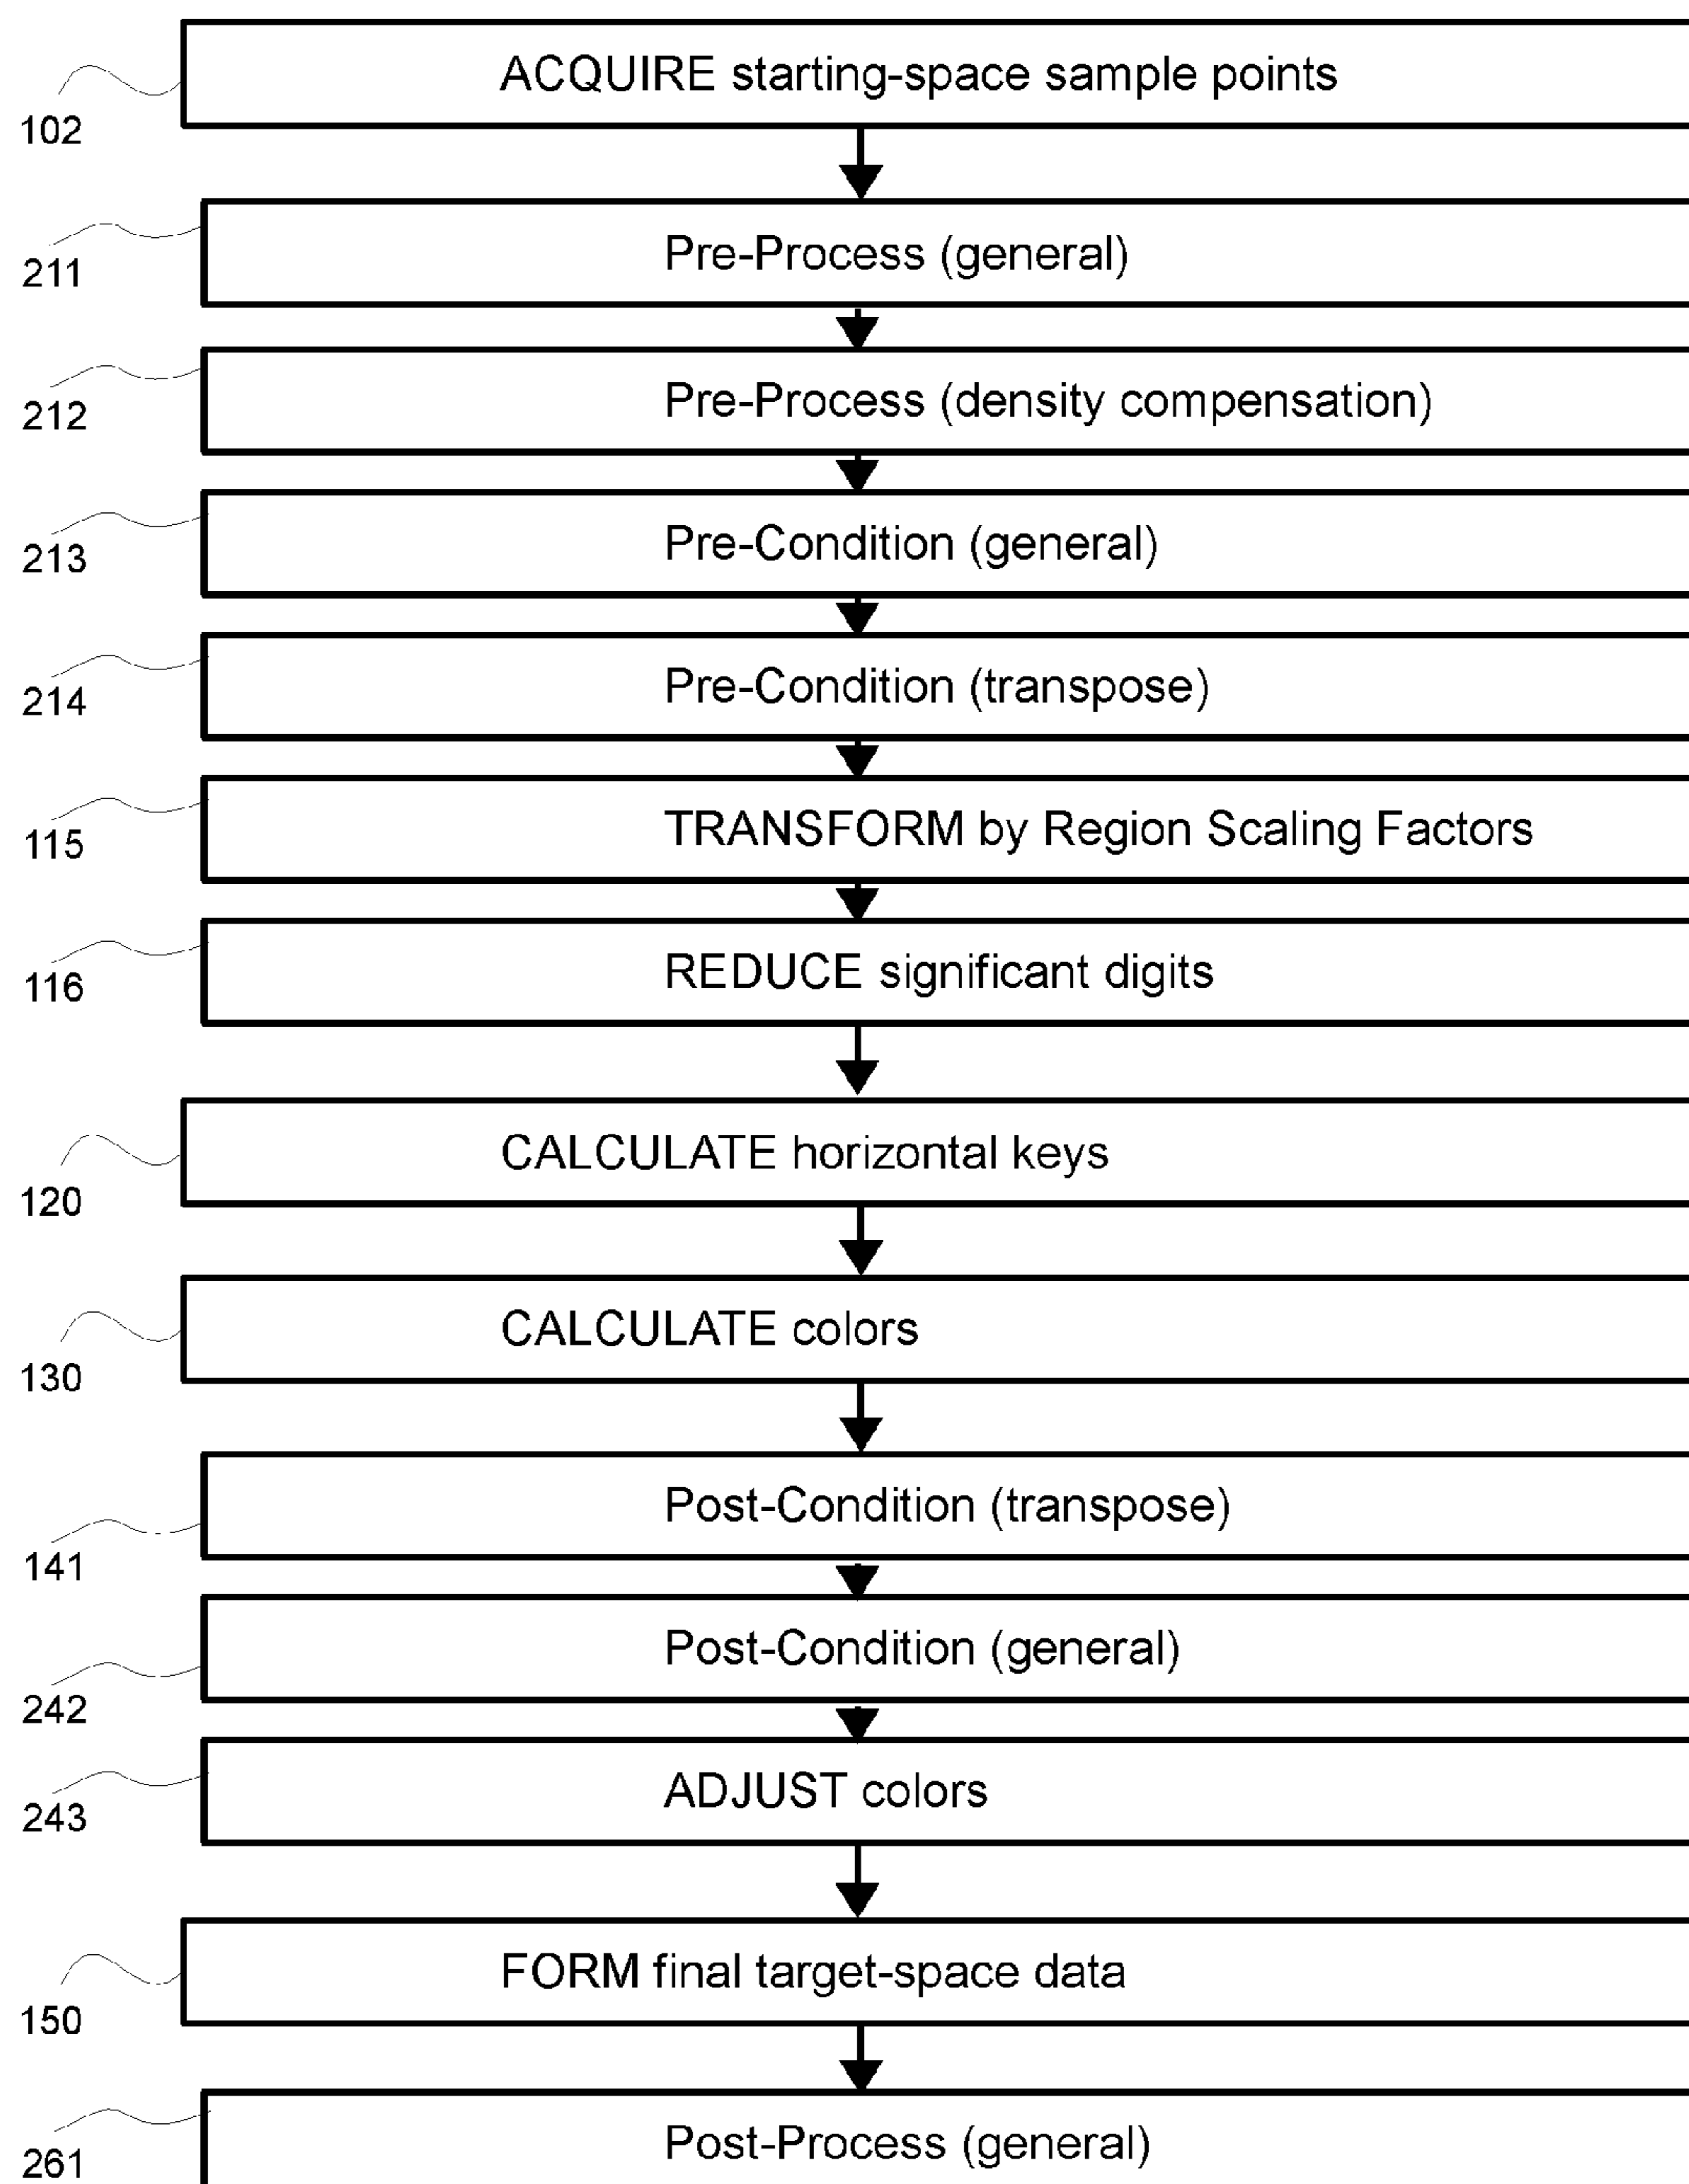 ACQUIRE starting-space sample points
102
Pre-Process (general)
211
Pre-Process (density compensation)
212
Pre-Condition (general)
213
Pre-Condition (transpose)
214
TRANSFORM by Region Scaling Factors
115
REDUCE significant digits
116
CALCULATE horizontal keys
120
CALCULATE colors
130
Post-Condition (transpose)
141
Post-Condition (general)
242
ADJUST colors
243
FORM final target-space data
150
Post-Process (general)
261